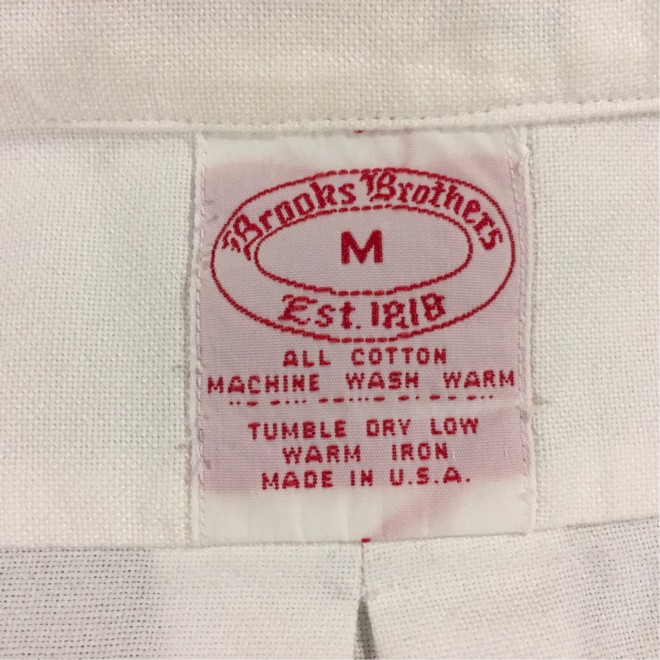 Brooks Brothers
M
Est. 1818
ALL COTTON
MACHINE WASH WARM
TUMBLE DRY LOW
WARM IRON
MADE IN U.S.A.